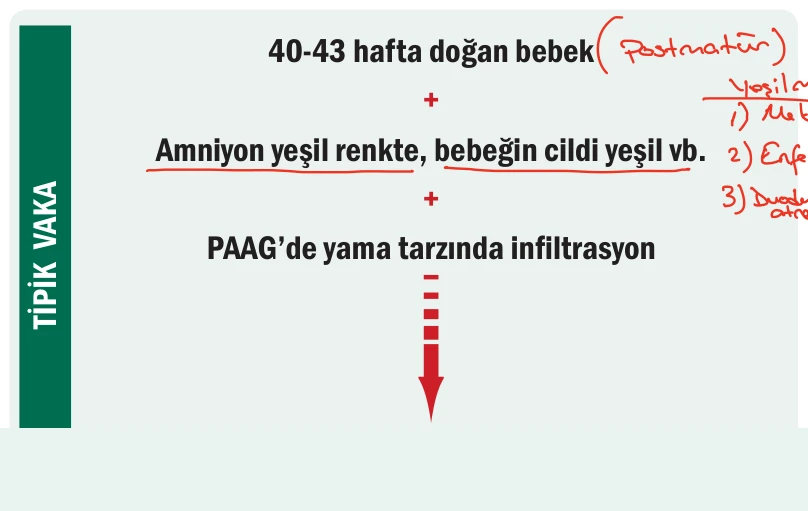 40-43 hafta doğan bebek (Postmatür)
+
Amniyon yeşil renkte, bebeğin cildi yeşil vb.
+
PAAG'de yama tarzında infiltrasyon
TİPİK VAKA
1)
2)
3)